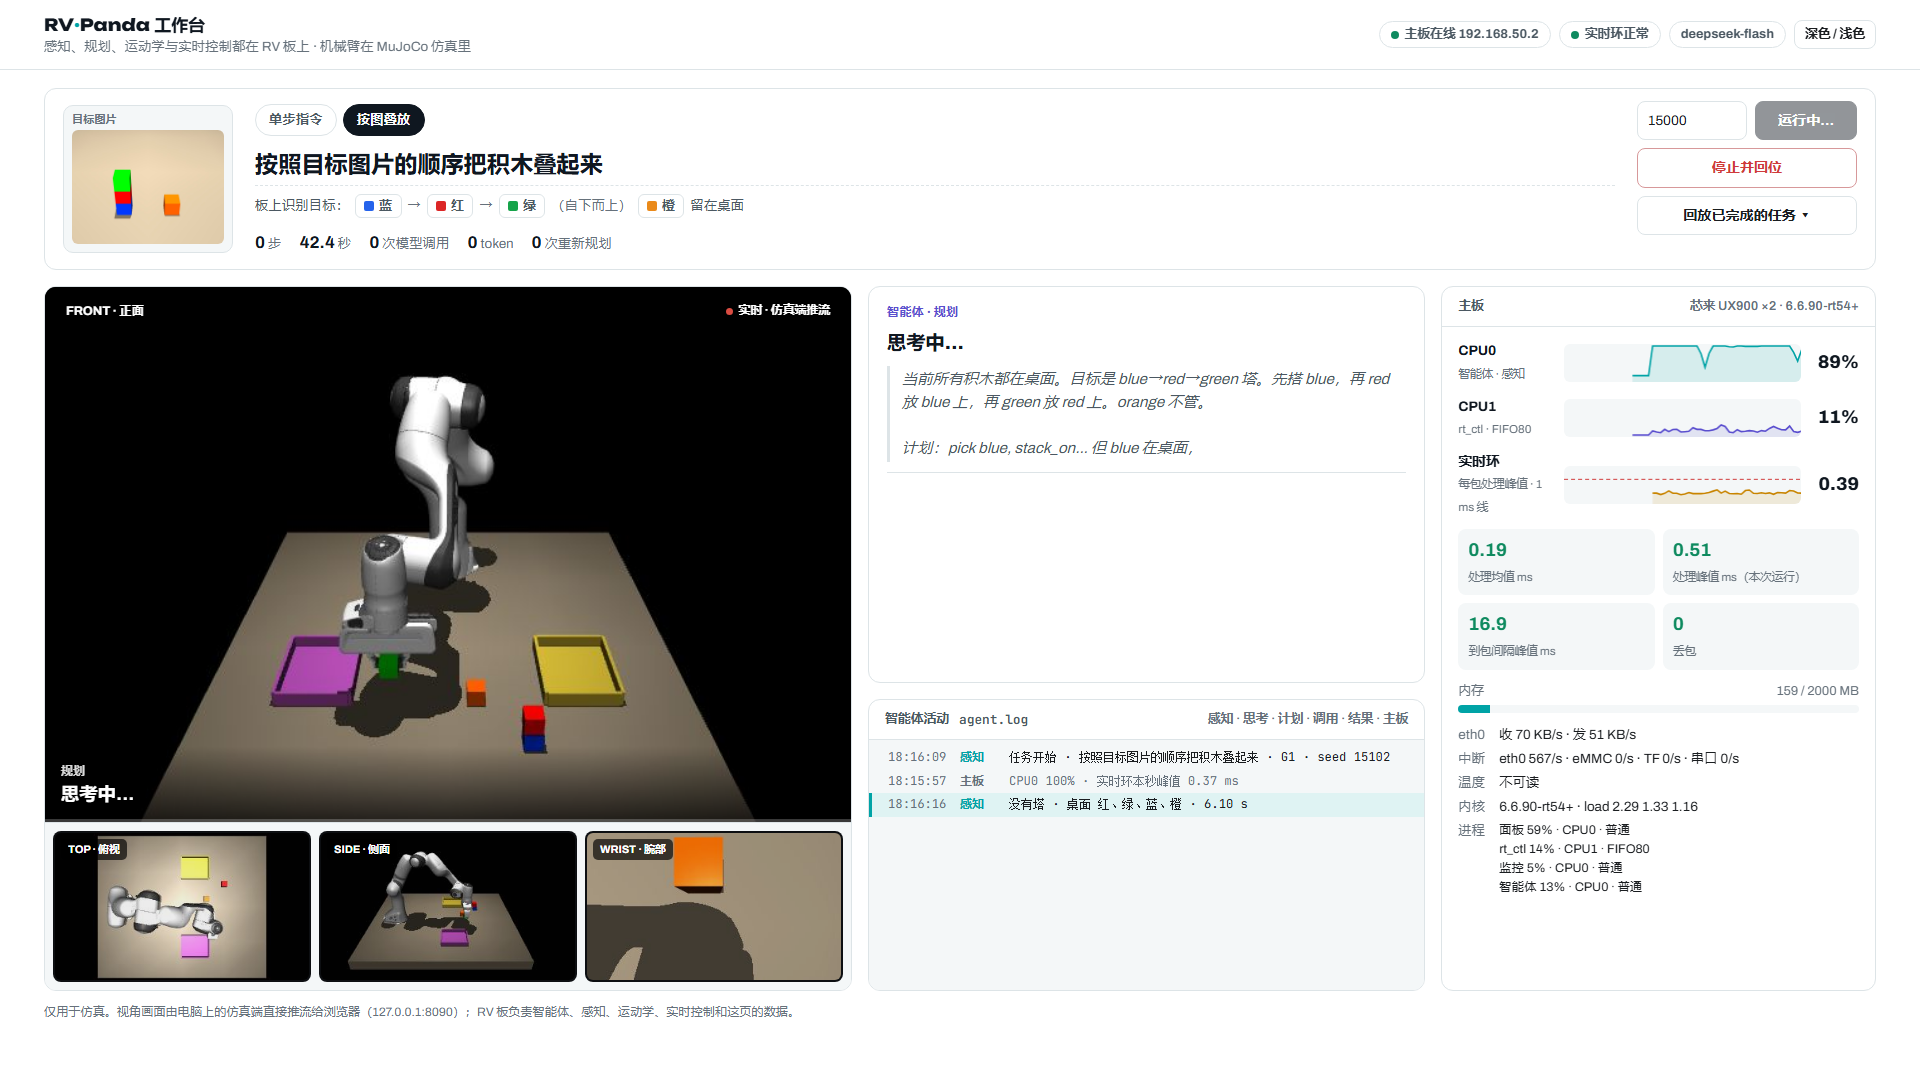 RV·Panda 工作台
感知、规划、运动学与实时控制都在 RV 板上 · 机械臂在 MuJoCo 仿真里
主板在线 192.168.50.2
实时环正常
deepseek-flash
深色 / 浅色
目标图片
单步指令
按图叠放
按照目标图片的顺序把积木叠起来
板上识别目标： 蓝 → 红 → 绿 （自下而上） 橙 留在桌面
0 步 42.4 秒 0 次模型调用 0 token 0 次重新规划
15000
运行中…
停止并回位
回放已完成的任务 ▾
FRONT · 正面
实时 · 仿真端推流
规划
思考中…
TOP · 俯视
SIDE · 侧面
WRIST · 腕部
智能体 · 规划
思考中…
当前所有积木都在桌面。目标是 blue→red→green 塔。先搭 blue，再 red
放 blue 上，再 green 放 red 上。orange 不管。
计划：pick blue, stack_on... 但 blue 在桌面，
智能体活动 agent.log
感知 · 思考 · 计划 · 调用 · 结果 · 主板
18:16:09 感知 任务开始 · 按照目标图片的顺序把积木叠起来 · G1 · seed 15102
18:15:57 主板 CPU0 100% · 实时环本秒峰值 0.37 ms
18:16:16 感知 没有塔 · 桌面 红、绿、蓝、橙 · 6.10 s
主板
芯来 UX900 ×2 · 6.6.90-rt54+
CPU0
智能体 · 感知
89%
CPU1
rt_ctl · FIFO80
11%
实时环
每包处理峰值 · 1
ms 线
0.39
0.19
处理均值 ms
0.51
处理峰值 ms（本次运行）
16.9
到包间隔峰值 ms
0
丢包
内存
159 / 2000 MB
eth0 收 70 KB/s · 发 51 KB/s
中断 eth0 567/s · eMMC 0/s · TF 0/s · 串口 0/s
温度 不可读
内核 6.6.90-rt54+ · load 2.29 1.33 1.16
进程 面板 59% · CPU0 · 普通
rt_ctl 14% · CPU1 · FIFO80
监控 5% · CPU0 · 普通
智能体 13% · CPU0 · 普通
仅用于仿真。视角画面由电脑上的仿真端直接推流给浏览器（127.0.0.1:8090）；RV 板负责智能体、感知、运动学、实时控制和这页的数据。